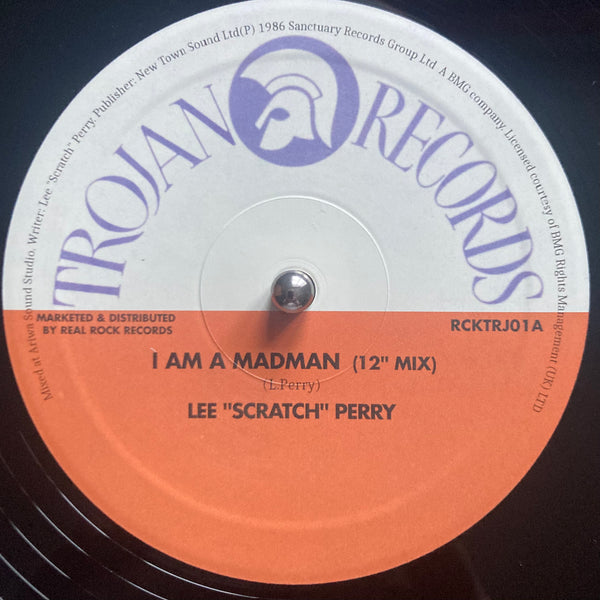 Mixed at Ariwa Sound Studio, Writer: Lee "Scratch" Perry. Publisher: New Town Sound Ltd(P) 1986 Sanctuary Records Group Ltd A BMG company. Licensed courtesy of BMG Rights Management (UK) LTD
TROJAN RECORDS
MARKETED & DISTRIBUTED
BY REAL ROCK RECORDS
RCKTRJ01A
I AM A MADMAN (12" MIX)
(L.Perry)
LEE "SCRATCH" PERRY